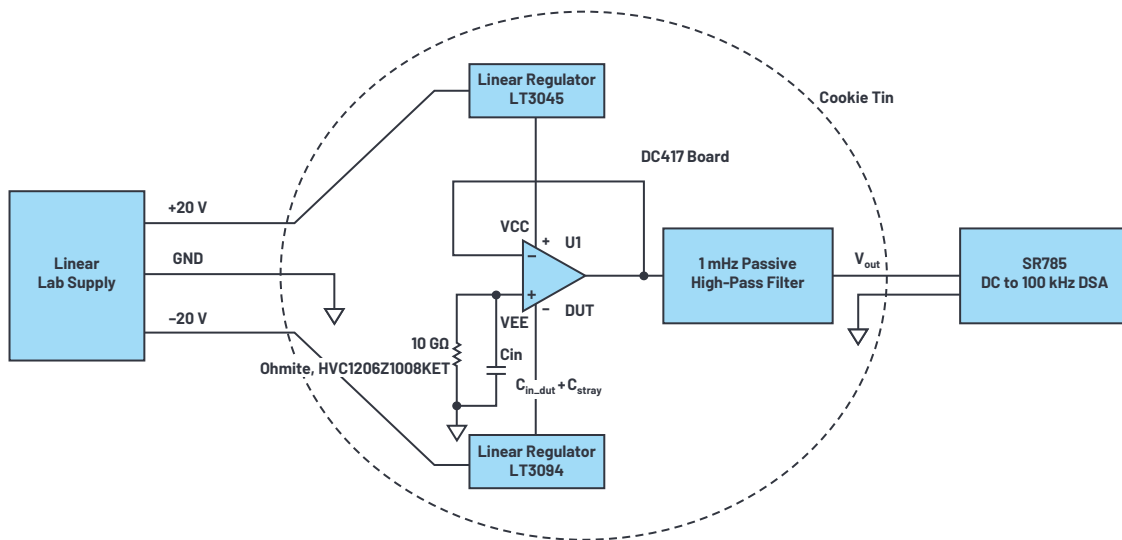 Linear Regulator
LT3045
Cookie Tin
DC417 Board
+20 V
VCC
+
U1
GND
Linear
Lab Supply
−
1 mHz Passive
High-Pass Filter
Vout
SR785
DC to 100 kHz DSA
+
−20 V
VEE
−
DUT
10 GΩ
Cin
Ohmite, HVC1206Z1008KET
Cin_dut + Cstray
Linear Regulator
LT3094